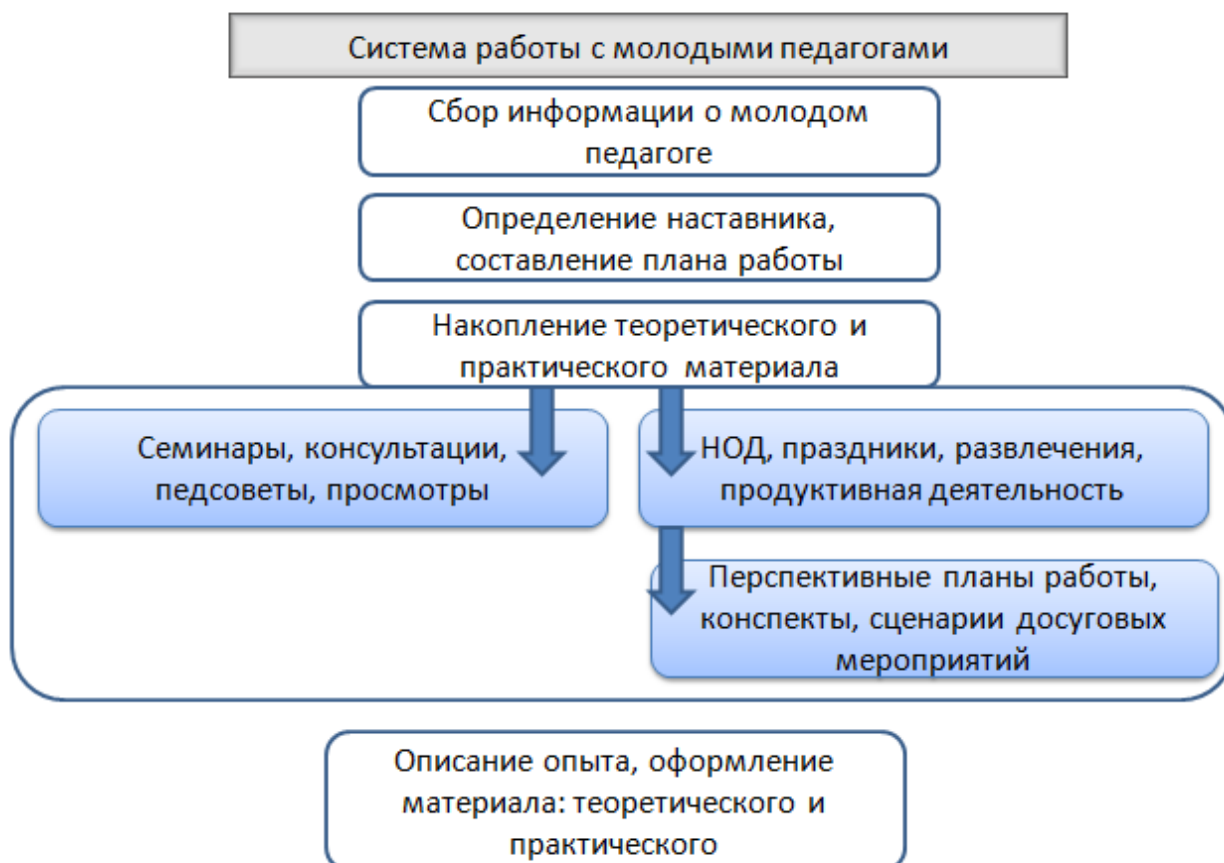 Система работы с молодыми педагогами
Сбор информации о молодом
педагоге
Определение наставника,
составление плана работы
Накопление теоретического и
практического материала
Семинары, консультации,
педсоветы, просмотры
НОД, праздники, развлечения,
продуктивная деятельность
Перспективные планы работы,
конспекты, сценарии досуговых
мероприятий
Описание опыта, оформление
материала: теоретического и
практического